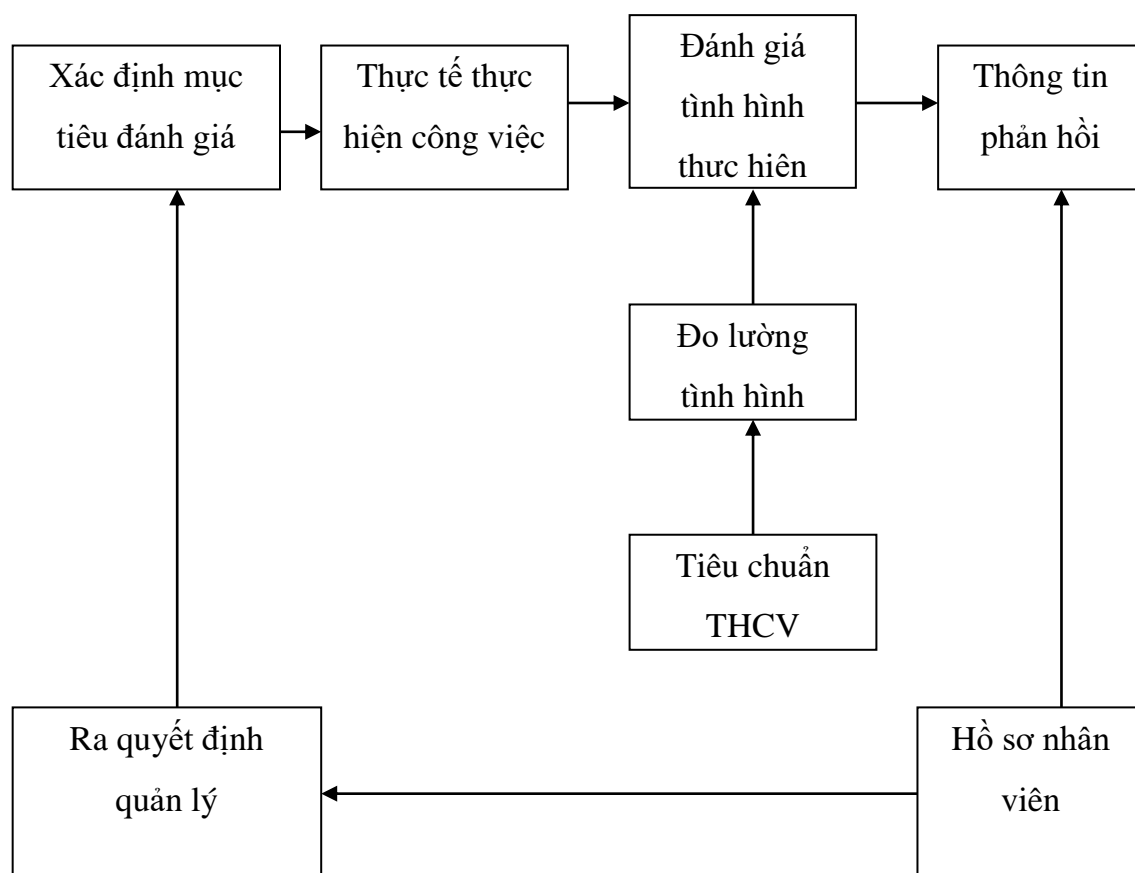 Xác định mục
tiêu đánh giá
Thực tế thực
hiện công việc
Đánh giá
tình hình
thưc hiên
Thông tin
phản hồi
Đo lường
tình hình
Tiêu chuẩn
THCV
Ra quyết định
quản lý
Hồ sơ nhân
viên